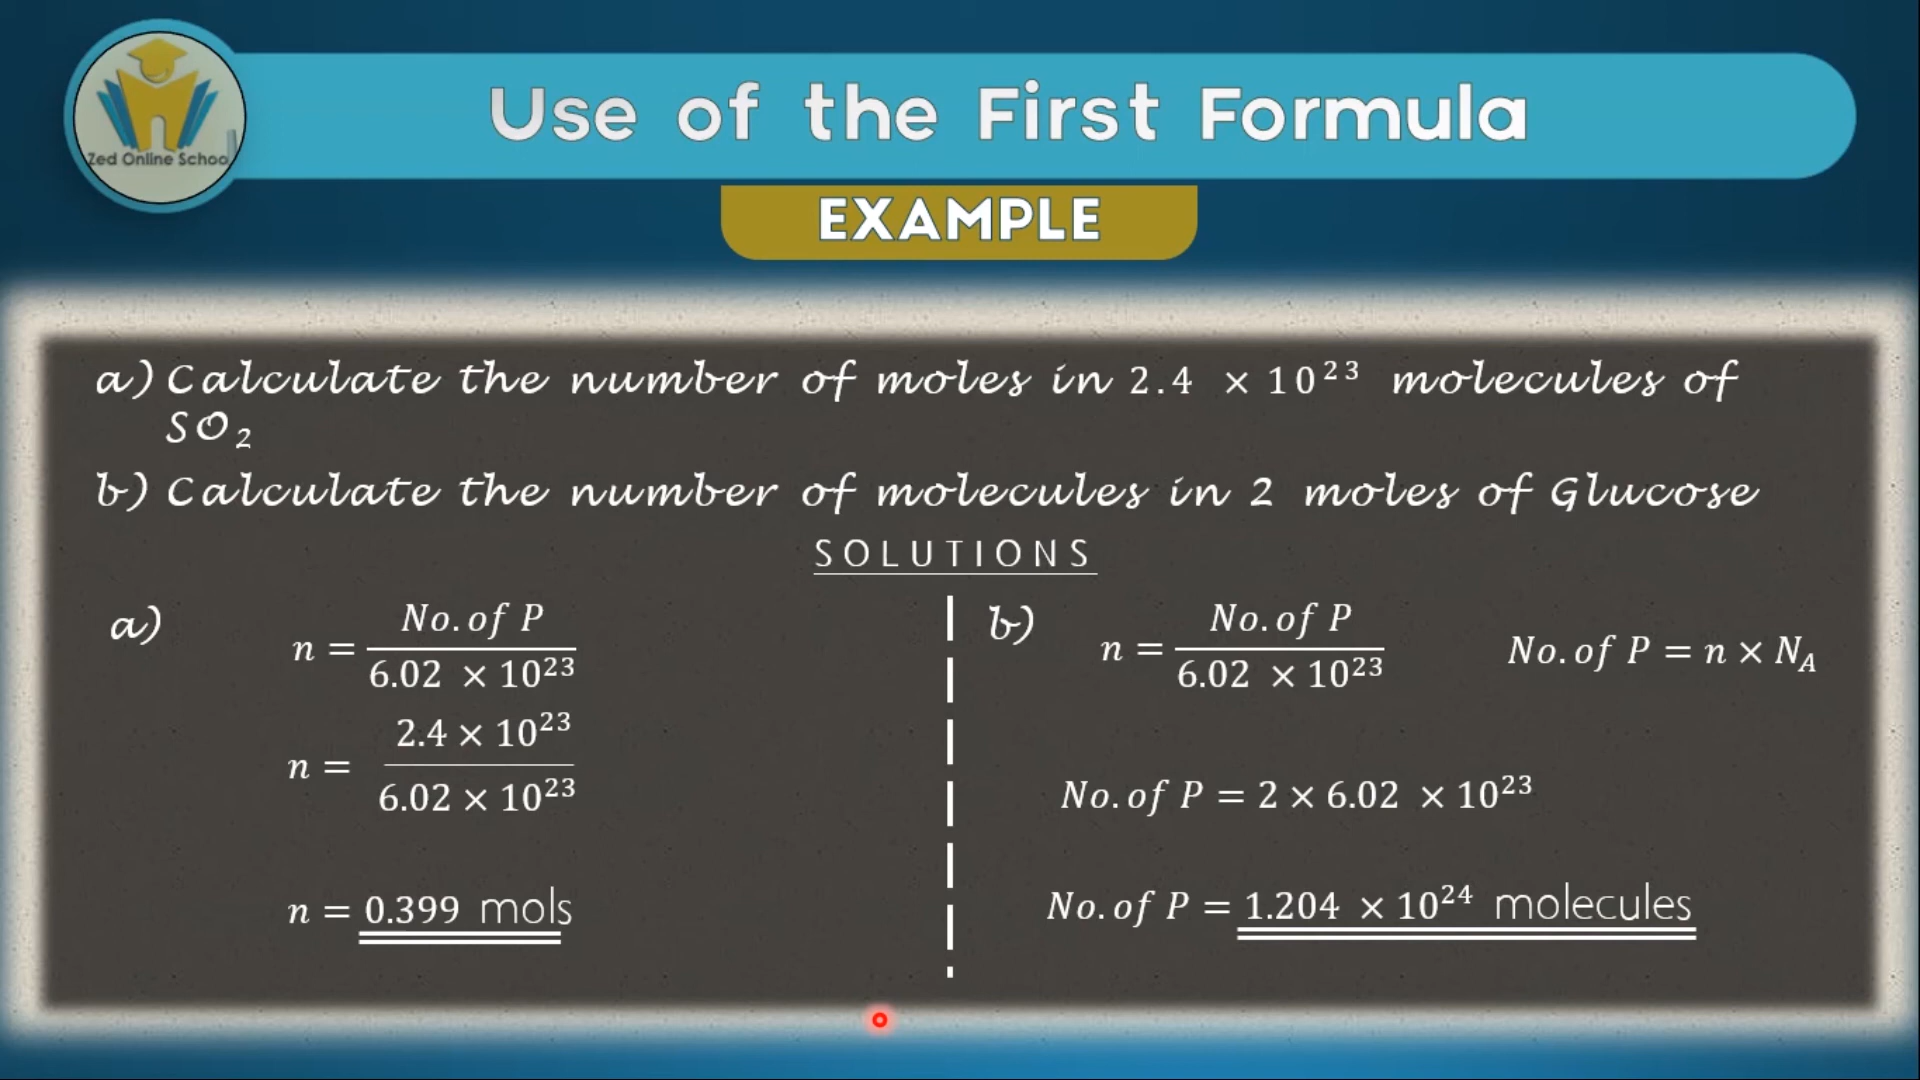 Zed Online School
Use of the First Formula
EXAMPLE
a) Calculate the number of moles in 2.4 × 10²³ molecules of
SO₂
b) Calculate the number of molecules in 2 moles of Glucose
SOLUTIONS
a)
n = No. of P / 6.02 × 10²³
n = 2.4 × 10²³ / 6.02 × 10²³
n = 0.399 mols
b)
n = No. of P / 6.02 × 10²³
No. of P = n × N_A
No. of P = 2 × 6.02 × 10²³
No. of P = 1.204 × 10²⁴ molecules